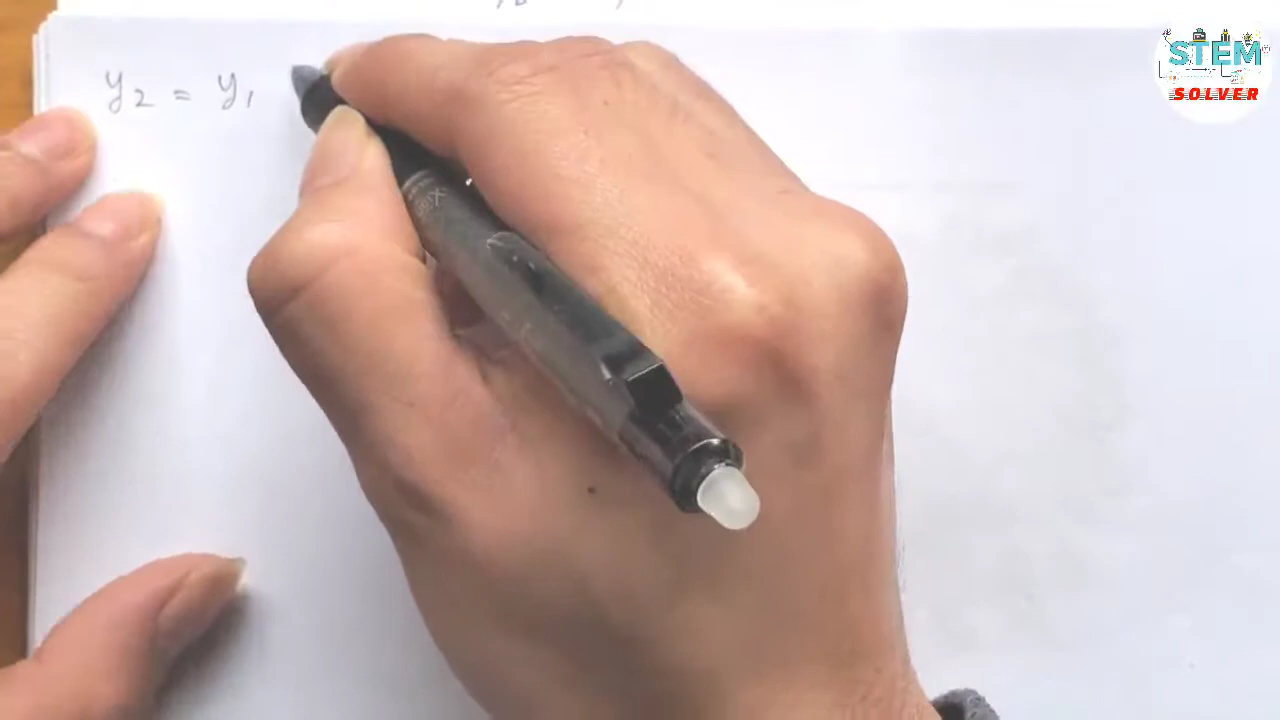 y₂ = y₁
STEM
SOLVER